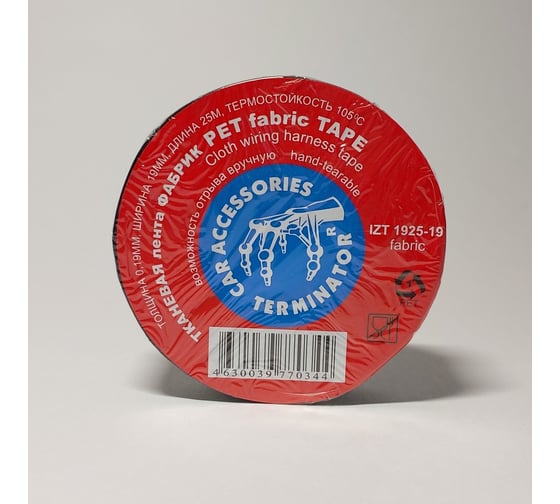 ТОЛЩИНА 0,19ММ, ШИРИНА 19ММ, ДЛИНА 25М, ТЕРМОСТОЙКОСТЬ 105°С
ТКАНЕВАЯ лента ФАБРИК PET fabric TAPE
Cloth wiring harness tape
возможность отрыва вручную hand-tearable
CAR ACCESSORIES
TERMINATOR®
IZT 1925-19
fabric
4630039770344